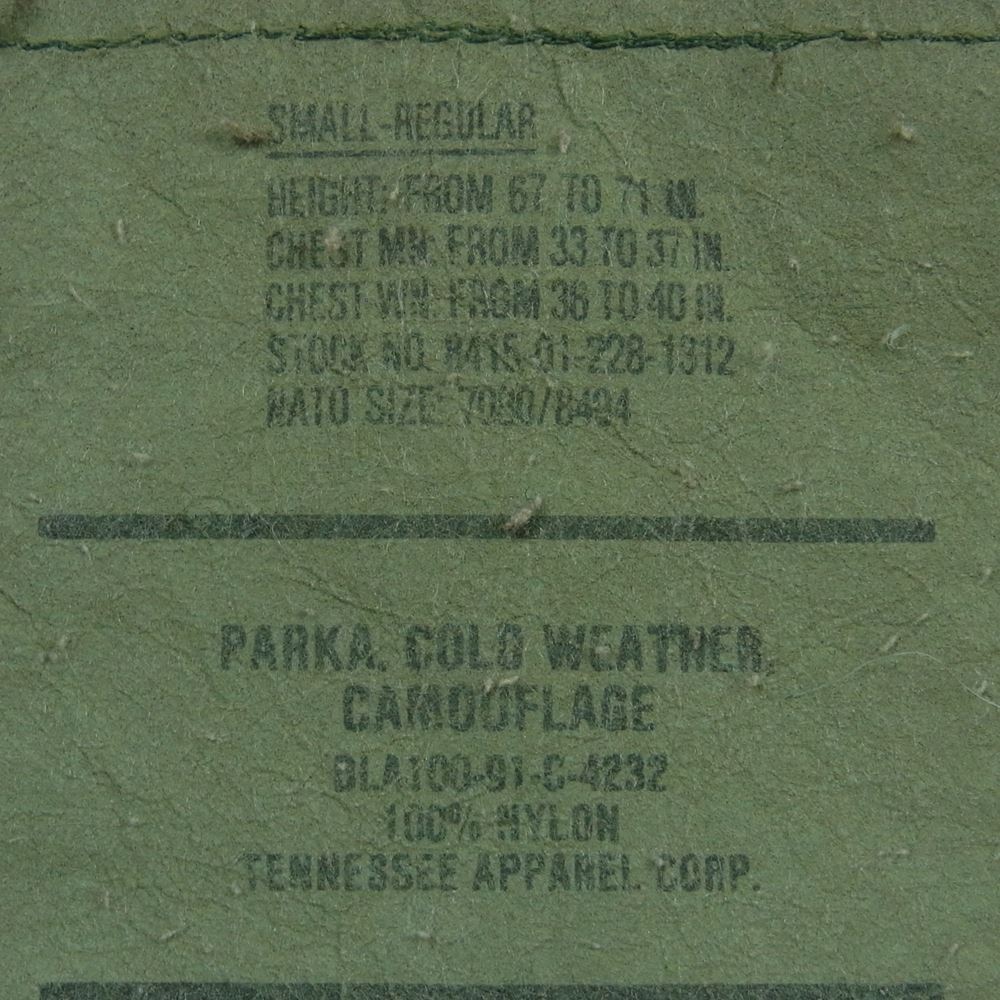 SMALL-REGULAR
HEIGHT: FROM 67 TO 71 IN.
CHEST MN: FROM 33 TO 37 IN.
CHEST WN: FROM 36 TO 40 IN.
STOCK NO. 8415-01-228-1312
NATO SIZE: 7080/8494
PARKA, COLD WEATHER,
CAMOUFLAGE
DLA100-91-C-4232
100% NYLON
TENNESSEE APPAREL CORP.